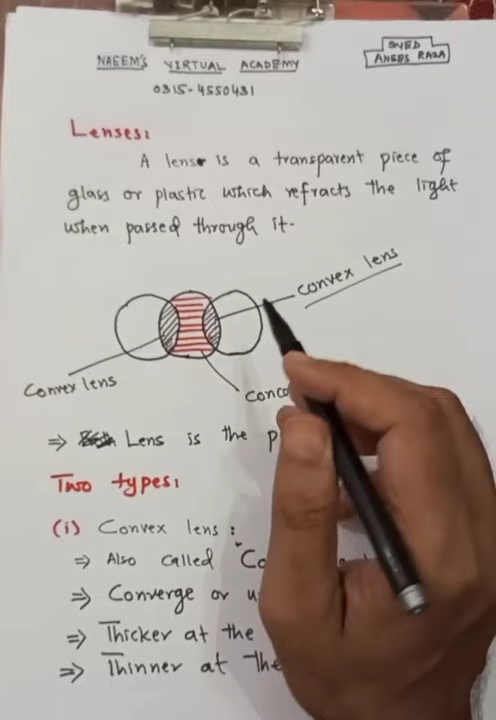 NAEEM'S VIRTUAL ACADEMY
0315-4550431
SYED
ANEES RAZA
Lenses:
A lens is a transparent piece of
glass or plastic which refracts the light
when passed through it-
Convex lens
Convex lens
⇒ Lens is the
Two types:
(i) Convex lens :
⇒ Also called
⇒ Converge or
⇒ Thicker at the
⇒ Thinner at The